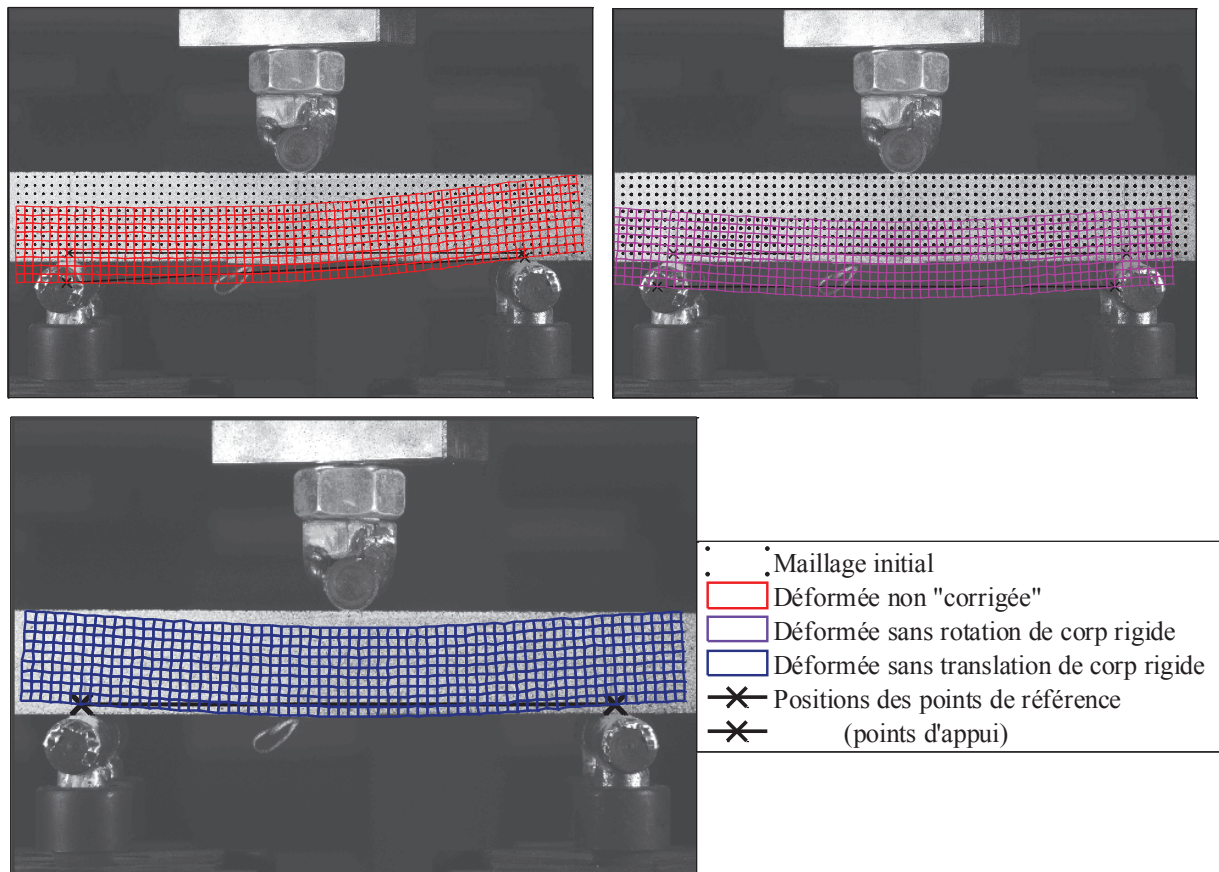 Maillage initial
Déformée non "corrigée"
Déformée sans rotation de corp rigide
Déformée sans translation de corp rigide
Positions des points de référence
(points d'appui)